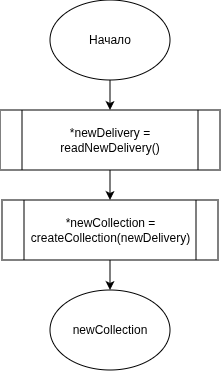 Начало
*newDelivery =
readNewDelivery()
*newCollection =
createCollection(newDelivery)
newCollection